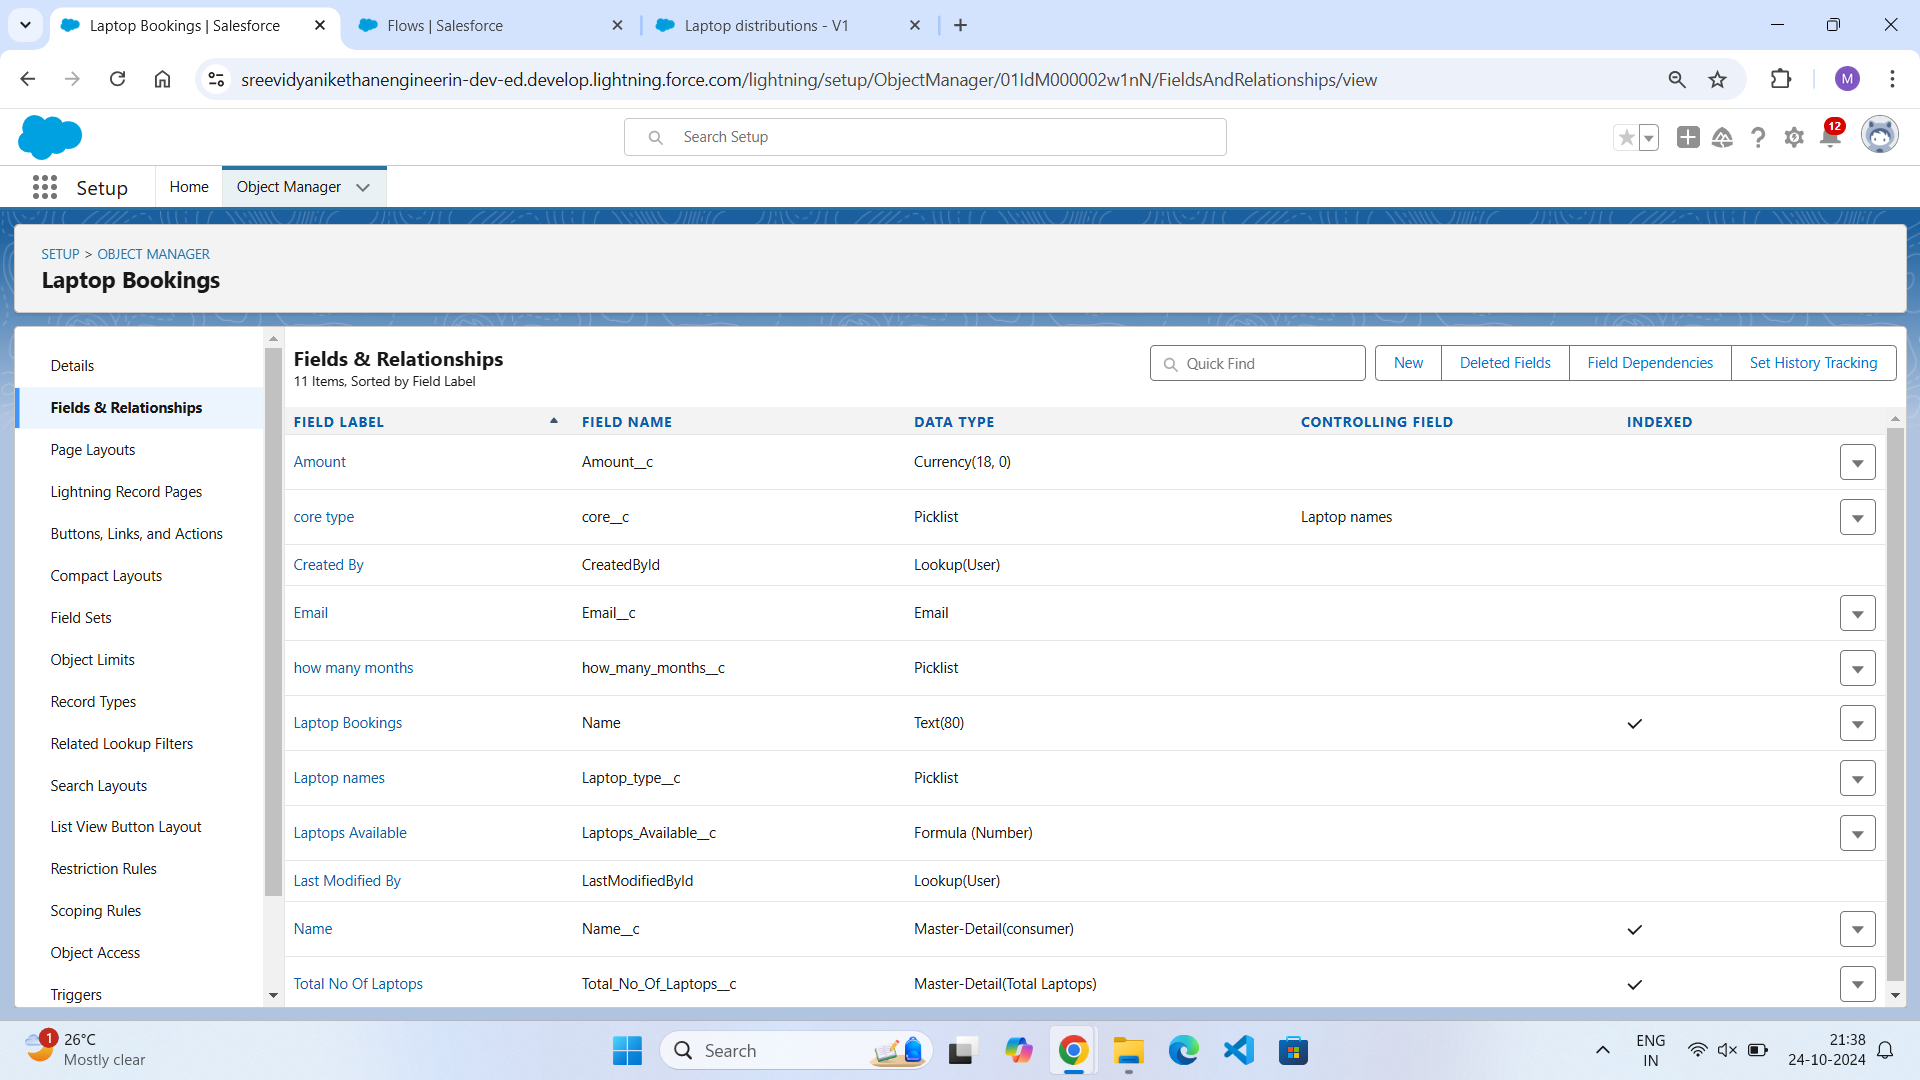 Laptop Bookings | Salesforce
Flows | Salesforce
Laptop distributions - V1
sreevidyanikethanengineerin-dev-ed.develop.lightning.force.com/lightning/setup/ObjectManager/01IdM000002w1nN/FieldsAndRelationships/view
M
Search Setup
12
Setup
Home
Object Manager
SETUP > OBJECT MANAGER
Laptop Bookings
Details
Fields & Relationships
Page Layouts
Lightning Record Pages
Buttons, Links, and Actions
Compact Layouts
Field Sets
Object Limits
Record Types
Related Lookup Filters
Search Layouts
List View Button Layout
Restriction Rules
Scoping Rules
Object Access
Triggers
Fields & Relationships
11 Items, Sorted by Field Label
Quick Find
New
Deleted Fields
Field Dependencies
Set History Tracking
FIELD LABEL FIELD NAME DATA TYPE CONTROLLING FIELD INDEXED
Amount Amount__c Currency(18, 0)
core type core__c Picklist Laptop names
Created By CreatedById Lookup(User)
Email Email__c Email
how many months how_many_months__c Picklist
Laptop Bookings Name Text(80)
Laptop names Laptop_type__c Picklist
Laptops Available Laptops_Available__c Formula (Number)
Last Modified By LastModifiedById Lookup(User)
Name Name__c Master-Detail(consumer)
Total No Of Laptops Total_No_Of_Laptops__c Master-Detail(Total Laptops)
1
26°C
Mostly clear
Search
ENG
IN
21:38
24-10-2024